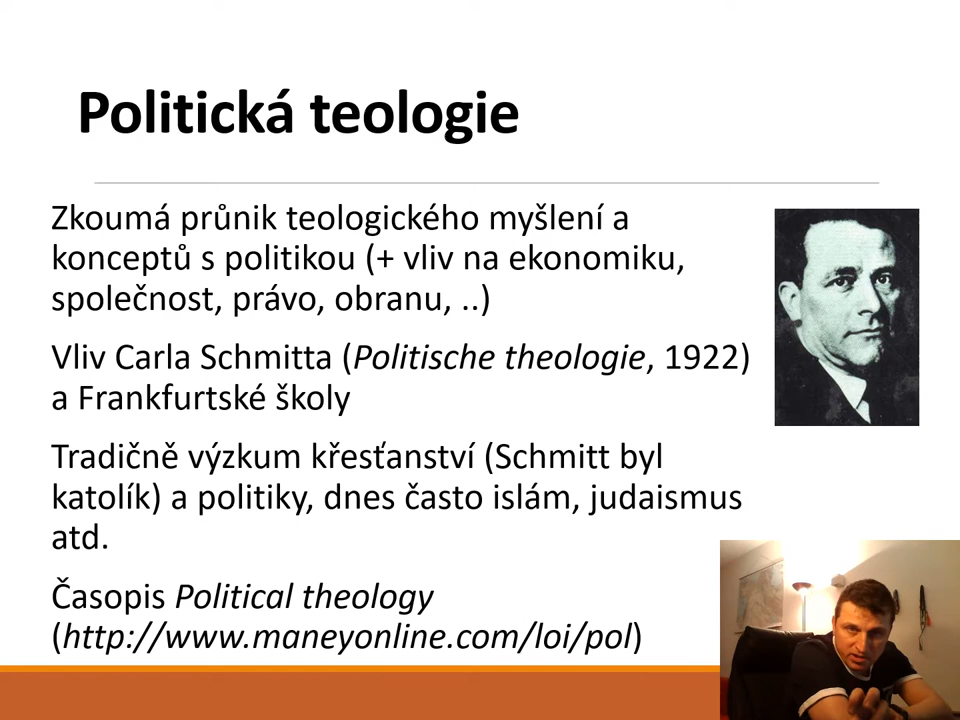 Politická teologie
Zkoumá průnik teologického myšlení a
konceptů s politikou (+ vliv na ekonomiku,
společnost, právo, obranu, ..)
Vliv Carla Schmitta (Politische theologie, 1922)
a Frankfurtské školy
Tradičně výzkum křesťanství (Schmitt byl
katolík) a politiky, dnes často islám, judaismus
atd.
Časopis Political theology
(http://www.maneyonline.com/loi/pol)